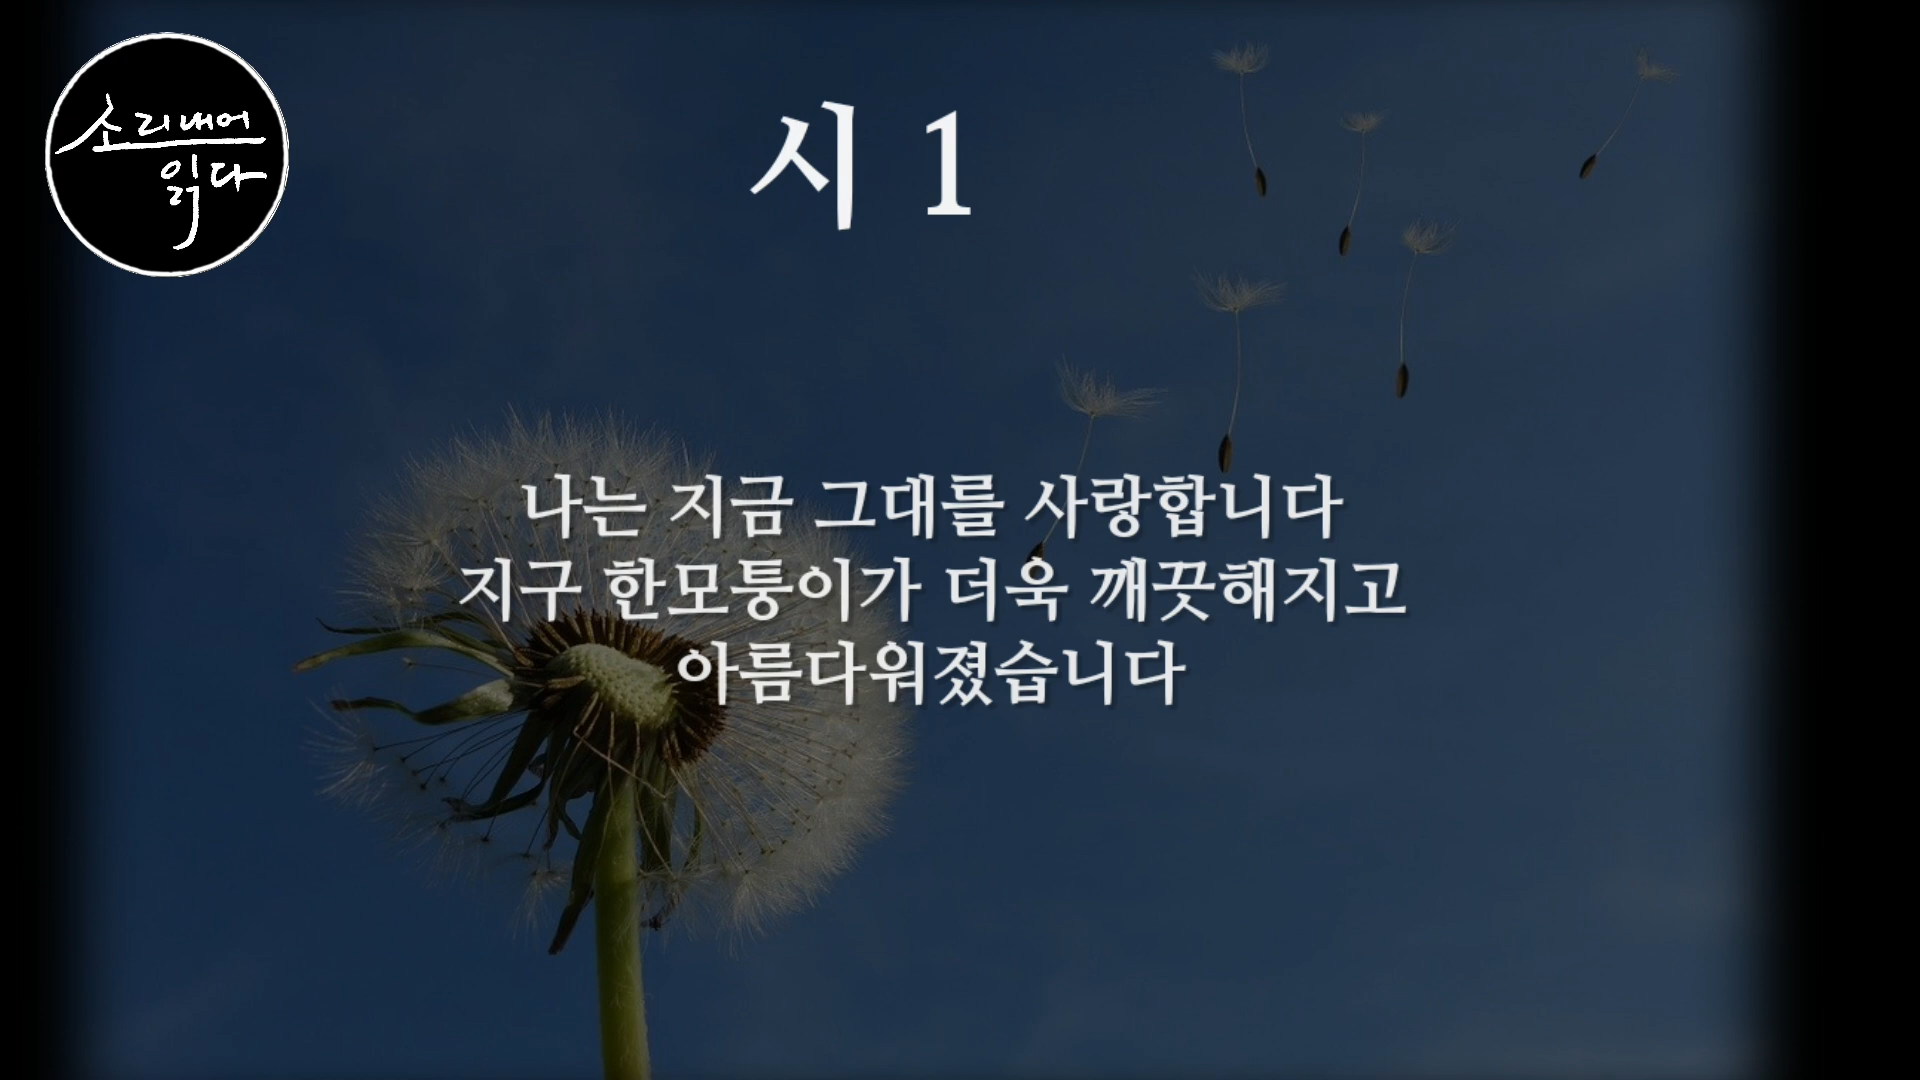 소리내어
읽다
시 1
나는 지금 그대를 사랑합니다
지구 한모퉁이가 더욱 깨끗해지고
아름다워졌습니다